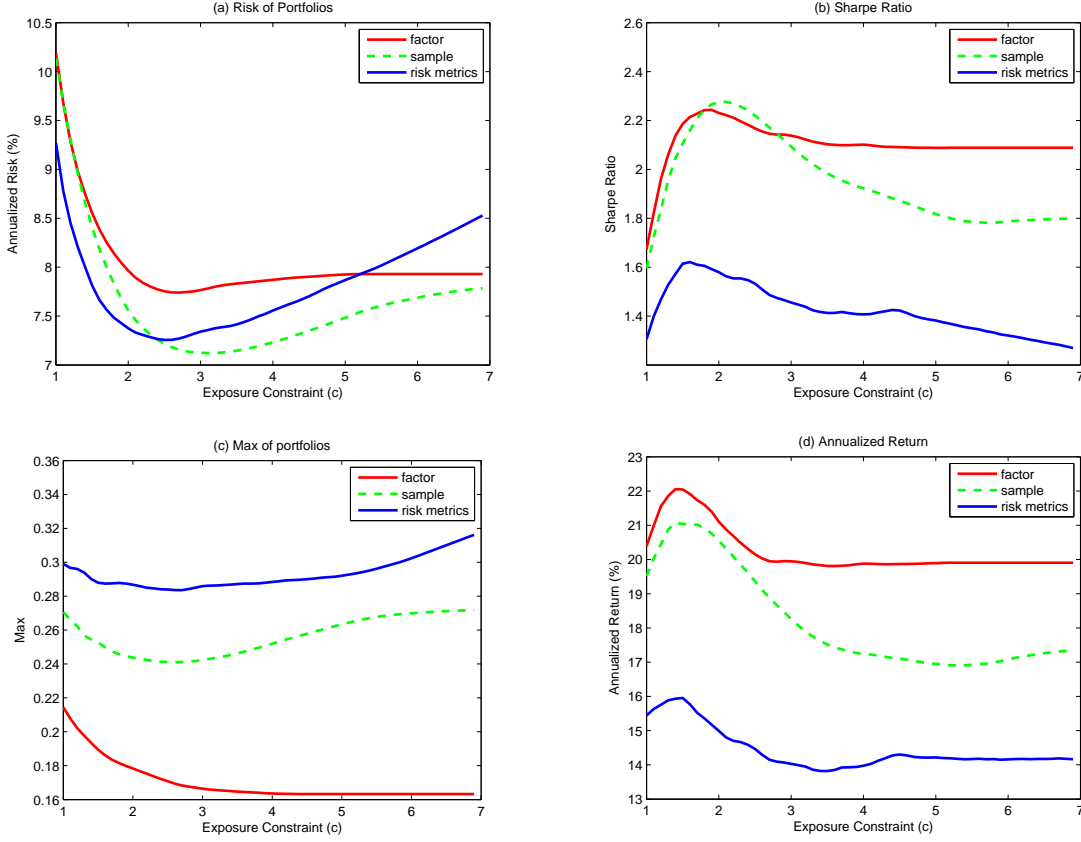 (a) Risk of Portfolios
10.5
10
9.5
9
8.5
8
7.5
7
Annualized Risk (%)
1 2 3 4 5 6 7
Exposure Constraint (c)
factor
sample
risk metrics
(b) Sharpe Ratio
2.6
2.4
2.2
2
1.8
1.6
1.4
Sharpe Ratio
1 2 3 4 5 6 7
Exposure Constraint (c)
factor
sample
risk metrics
(c) Max of portfolios
0.36
0.34
0.32
0.3
0.28
0.26
0.24
0.22
0.2
0.18
0.16
Max
1 2 3 4 5 6 7
Exposure Constraint (c)
factor
sample
risk metrics
(d) Annualized Return
23
22
21
20
19
18
17
16
15
14
13
Annualized Return (%)
1 2 3 4 5 6 7
Exposure Constraint (c)
factor
sample
risk metrics